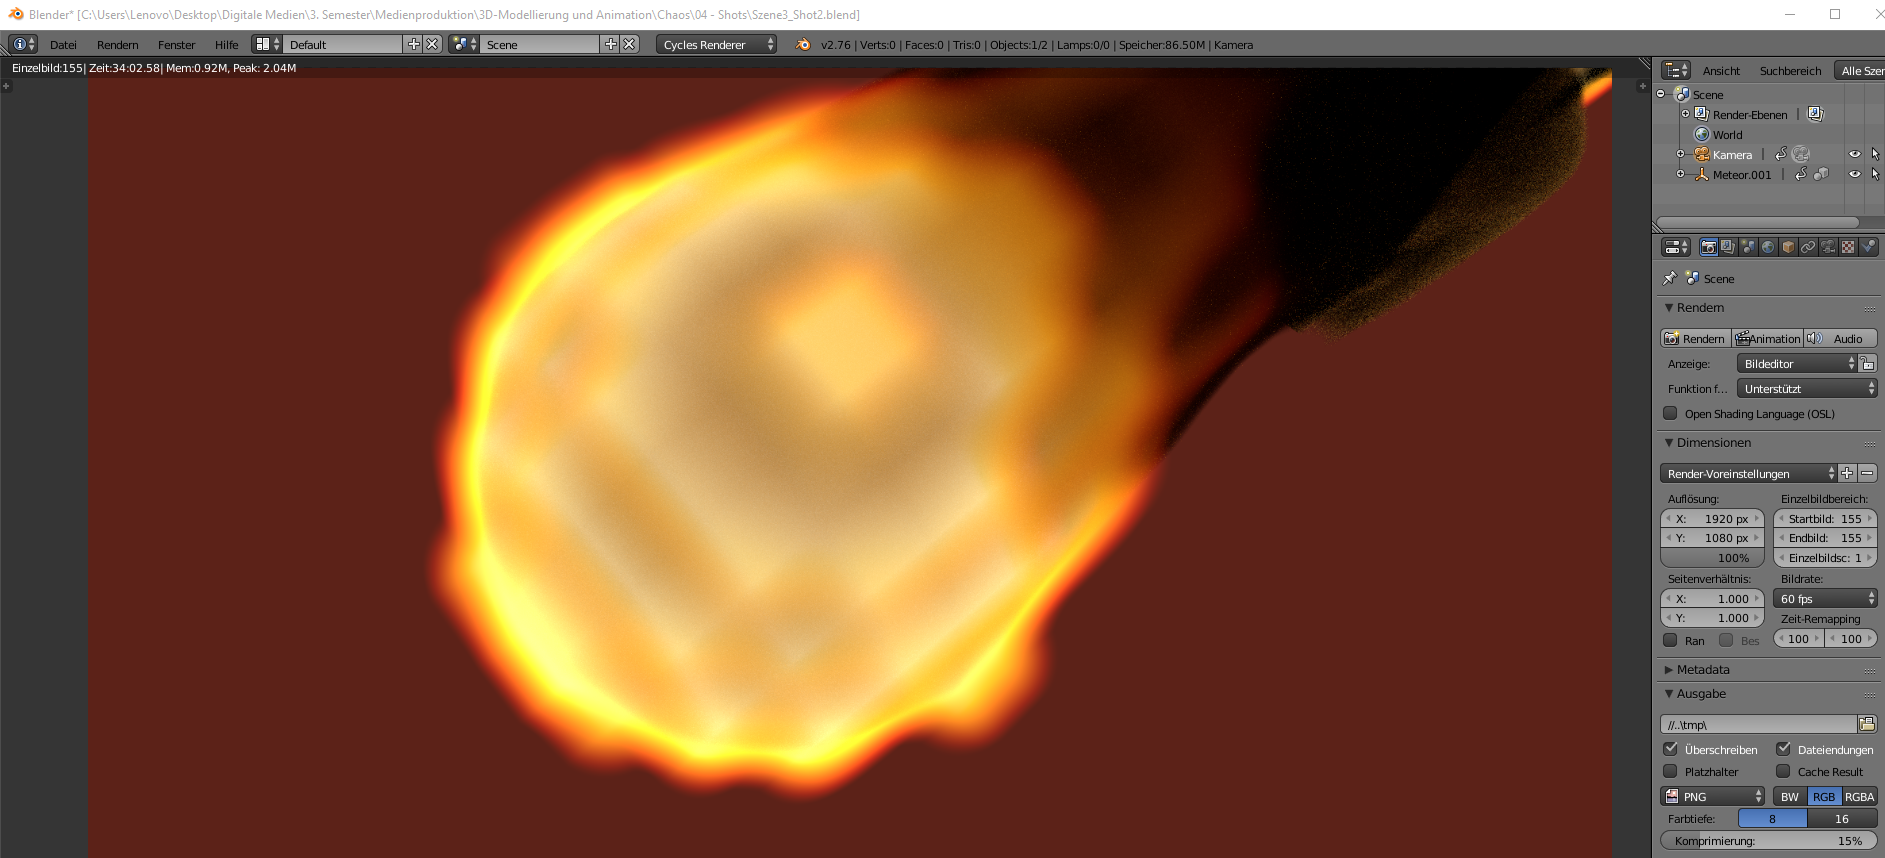 Blender* [C:\Users\Lenovo\Desktop\Digitale Medien\3. Semester\Medienproduktion\3D-Modellierung und Animation\Chaos\04 - Shots\Szene3_Shot2.blend]
Datei Rendern Fenster Hilfe Default Scene Cycles Renderer v2.76 | Verts:0 | Faces:0 | Tris:0 | Objects:1/2 | Lamps:0/0 | Speicher:86.50M | Kamera
Einzelbild:155| Zeit:34:02.58| Mem:0.92M, Peak: 2.04M
Ansicht Suchbereich Alle Szer
Scene
Render-Ebenen |
World
Kamera |
Meteor.001 |
Scene
Rendern
Rendern Animation Audio
Anzeige: Bildeditor
Funktion f... Unterstützt
Open Shading Language (OSL)
Dimensionen
Render-Voreinstellungen
Auflösung: Einzelbildbereich:
X: 1920 px Startbild: 155
Y: 1080 px Endbild: 155
100% Einzelbildsc: 1
Seitenverhältnis: Bildrate:
X: 1.000 60 fps
Y: 1.000 Zeit-Remapping
Ran Bes 100 100
Metadata
Ausgabe
//..\tmp\
Überschreiben Dateiendungen
Platzhalter Cache Result
PNG BW RGB RGBA
Farbtiefe: 8 16
Komprimierung: 15%